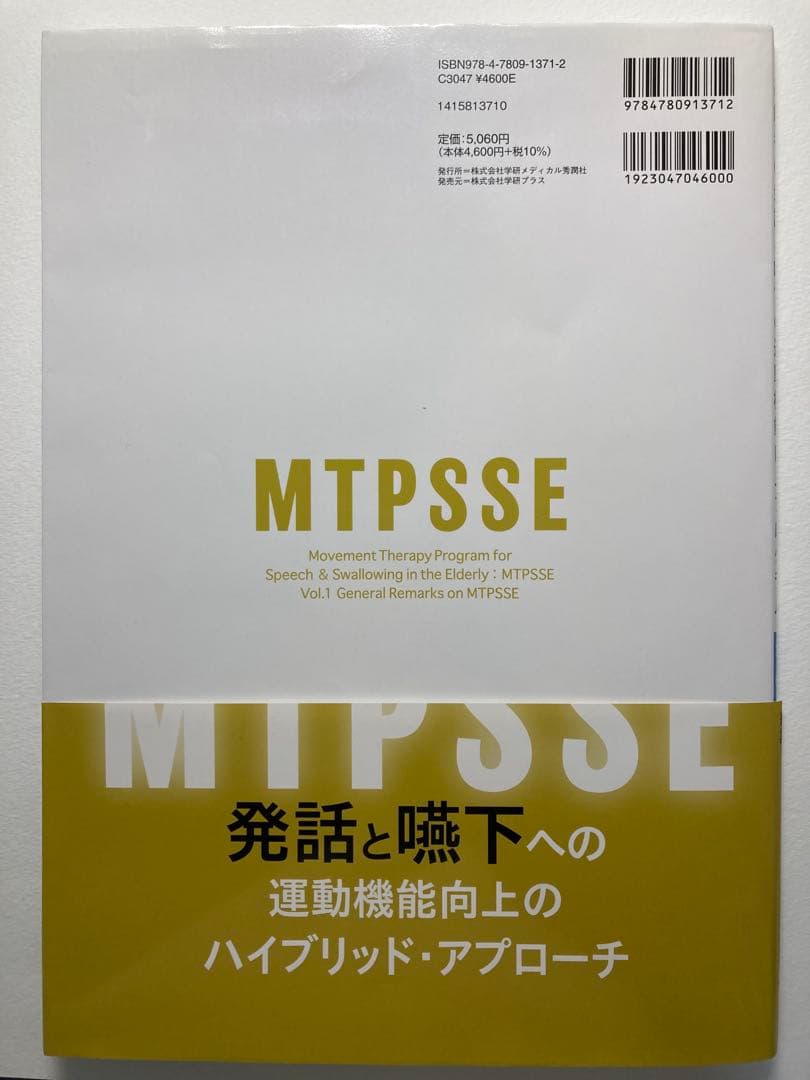 ISBN978-4-7809-1371-2
C3047 ¥4600E
1415813710
定価:5,060円
(本体4,600円+税10%)
発行所=株式会社学研メディカル秀潤社
発売元=株式会社学研プラス
9784780913712
1923047046000
MTPSSE
Movement Therapy Program for
Speech & Swallowing in the Elderly : MTPSSE
Vol.1 General Remarks on MTPSSE
MTPSSE
発話と嚥下への
運動機能向上の
ハイブリッド・アプローチ